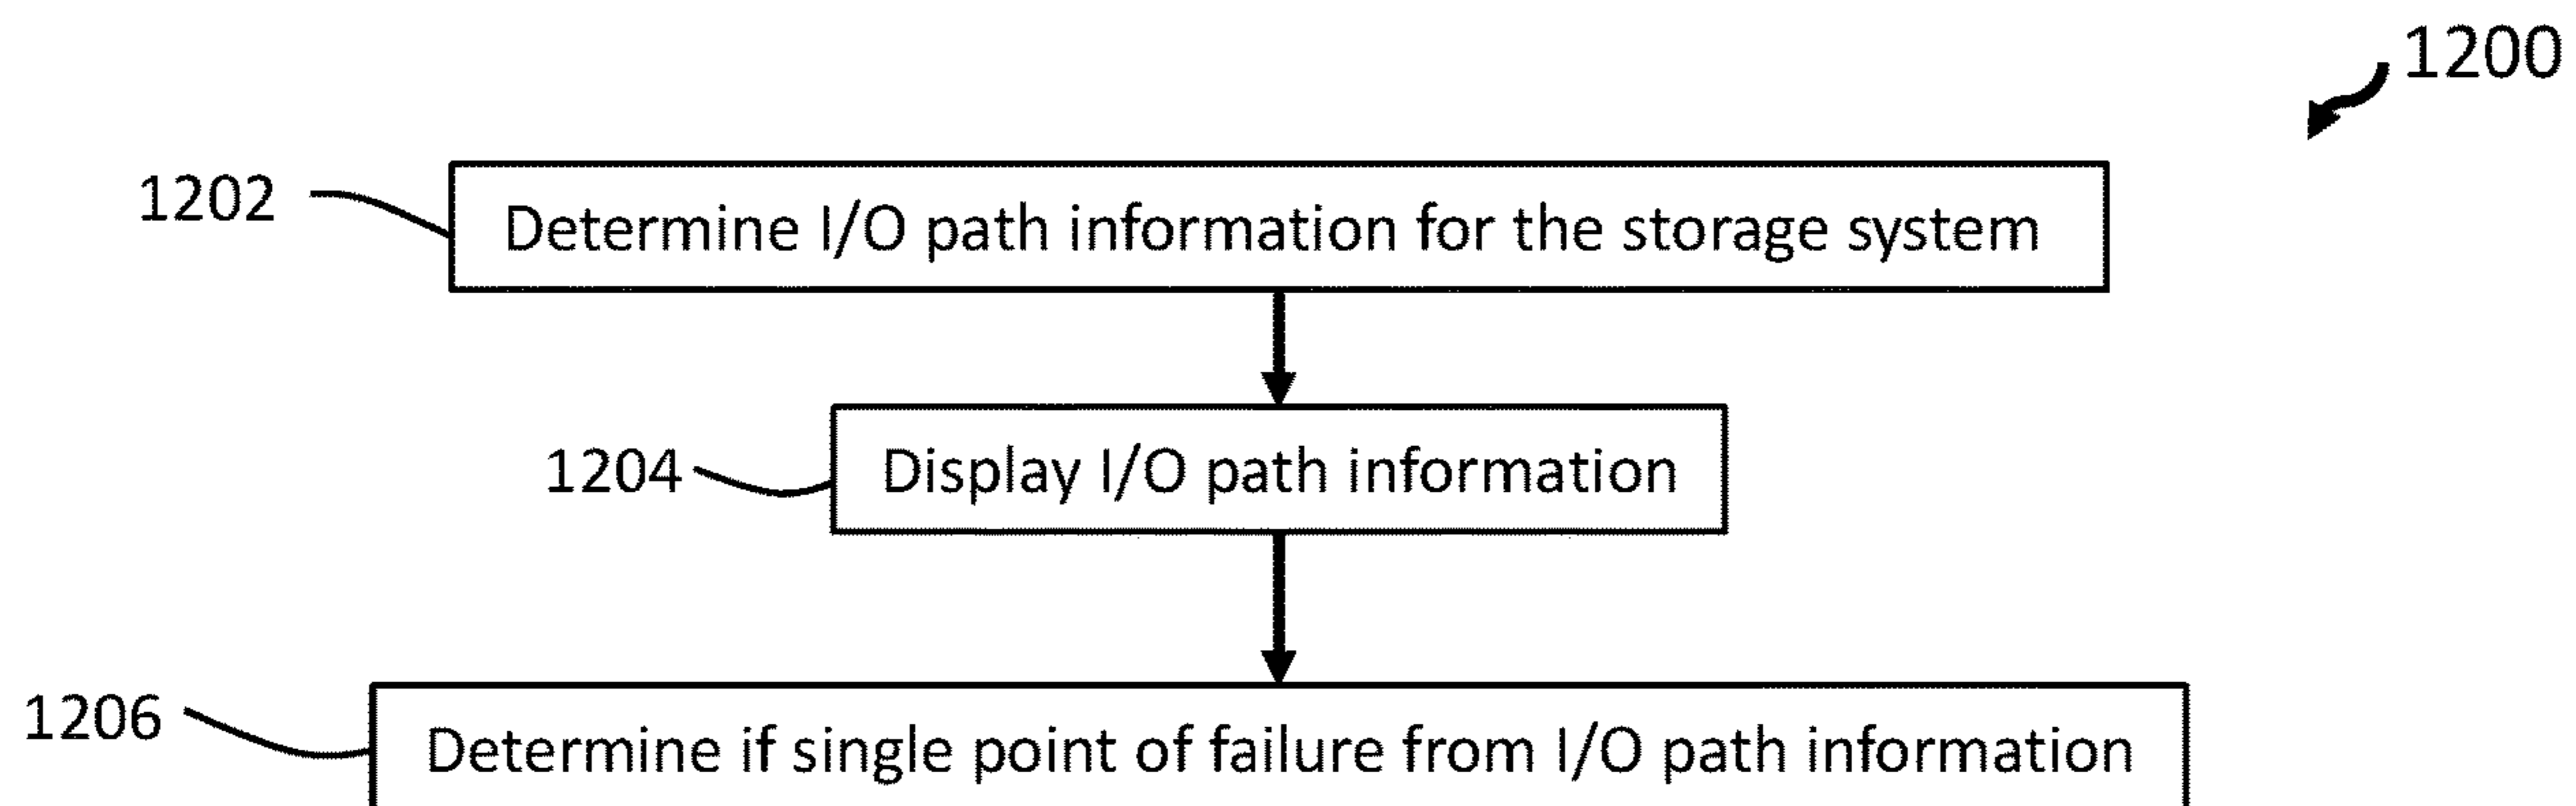 1200
1202
Determine I/O path information for the storage system
1204
Display I/O path information
1206
Determine if single point of failure from I/O path information